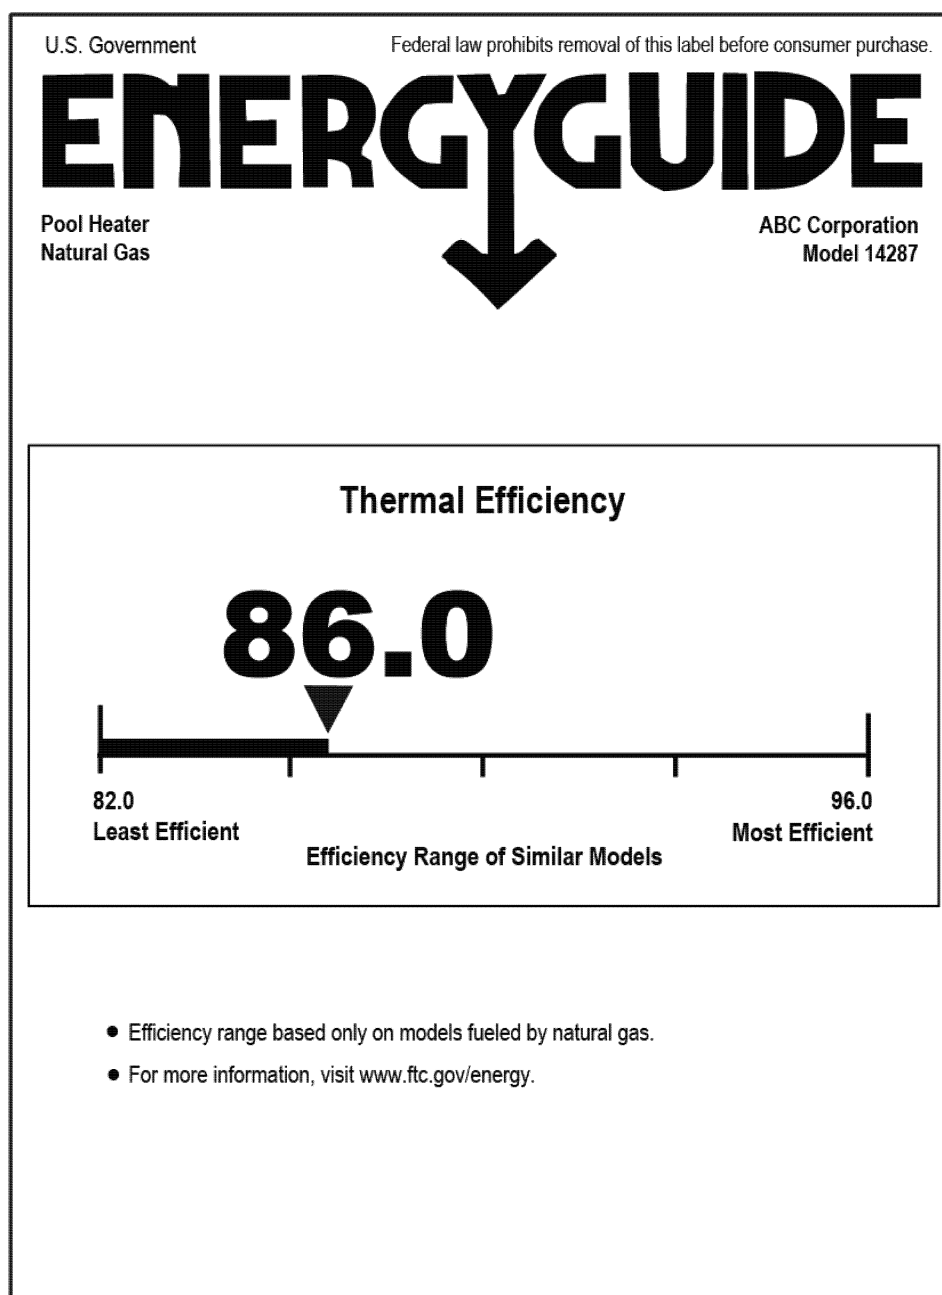 U.S. Government
Federal law prohibits removal of this label before consumer purchase.
ENERGYGUIDE
Pool Heater
Natural Gas
ABC Corporation
Model 14287
Thermal Efficiency
86.0
82.0
Least Efficient
96.0
Most Efficient
Efficiency Range of Similar Models
● Efficiency range based only on models fueled by natural gas.
● For more information, visit www.ftc.gov/energy.